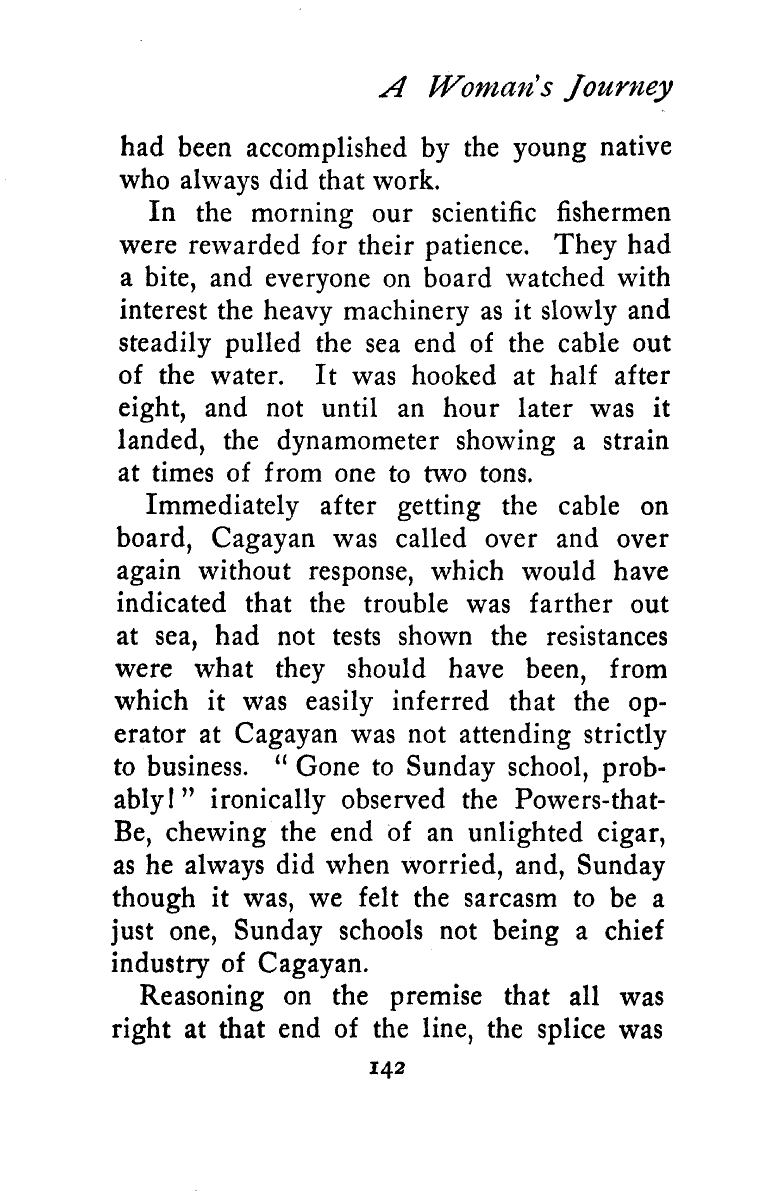 A Woman's Journey
had been accomplished by the young native
who always did that work.
In the morning our scientific fishermen
were rewarded for their patience. They had
a bite, and everyone on board watched with
interest the heavy machinery as it slowly and
steadily pulled the sea end of the cable out
of the water. It was hooked at half after
eight, and not until an hour later was it
landed, the dynamometer showing a strain
at times of from one to two tons.
Immediately after getting the cable on
board, Cagayan was called over and over
again without response, which would have
indicated that the trouble was farther out
at sea, had not tests shown the resistances
were what they should have been, from
which it was easily inferred that the op-
erator at Cagayan was not attending strictly
to business. “ Gone to Sunday school, prob-
ably! ” ironically observed the Powers-that-
Be, chewing the end of an unlighted cigar,
as he always did when worried, and, Sunday
though it was, we felt the sarcasm to be a
just one, Sunday schools not being a chief
industry of Cagayan.
Reasoning on the premise that all was
right at that end of the line, the splice was
142